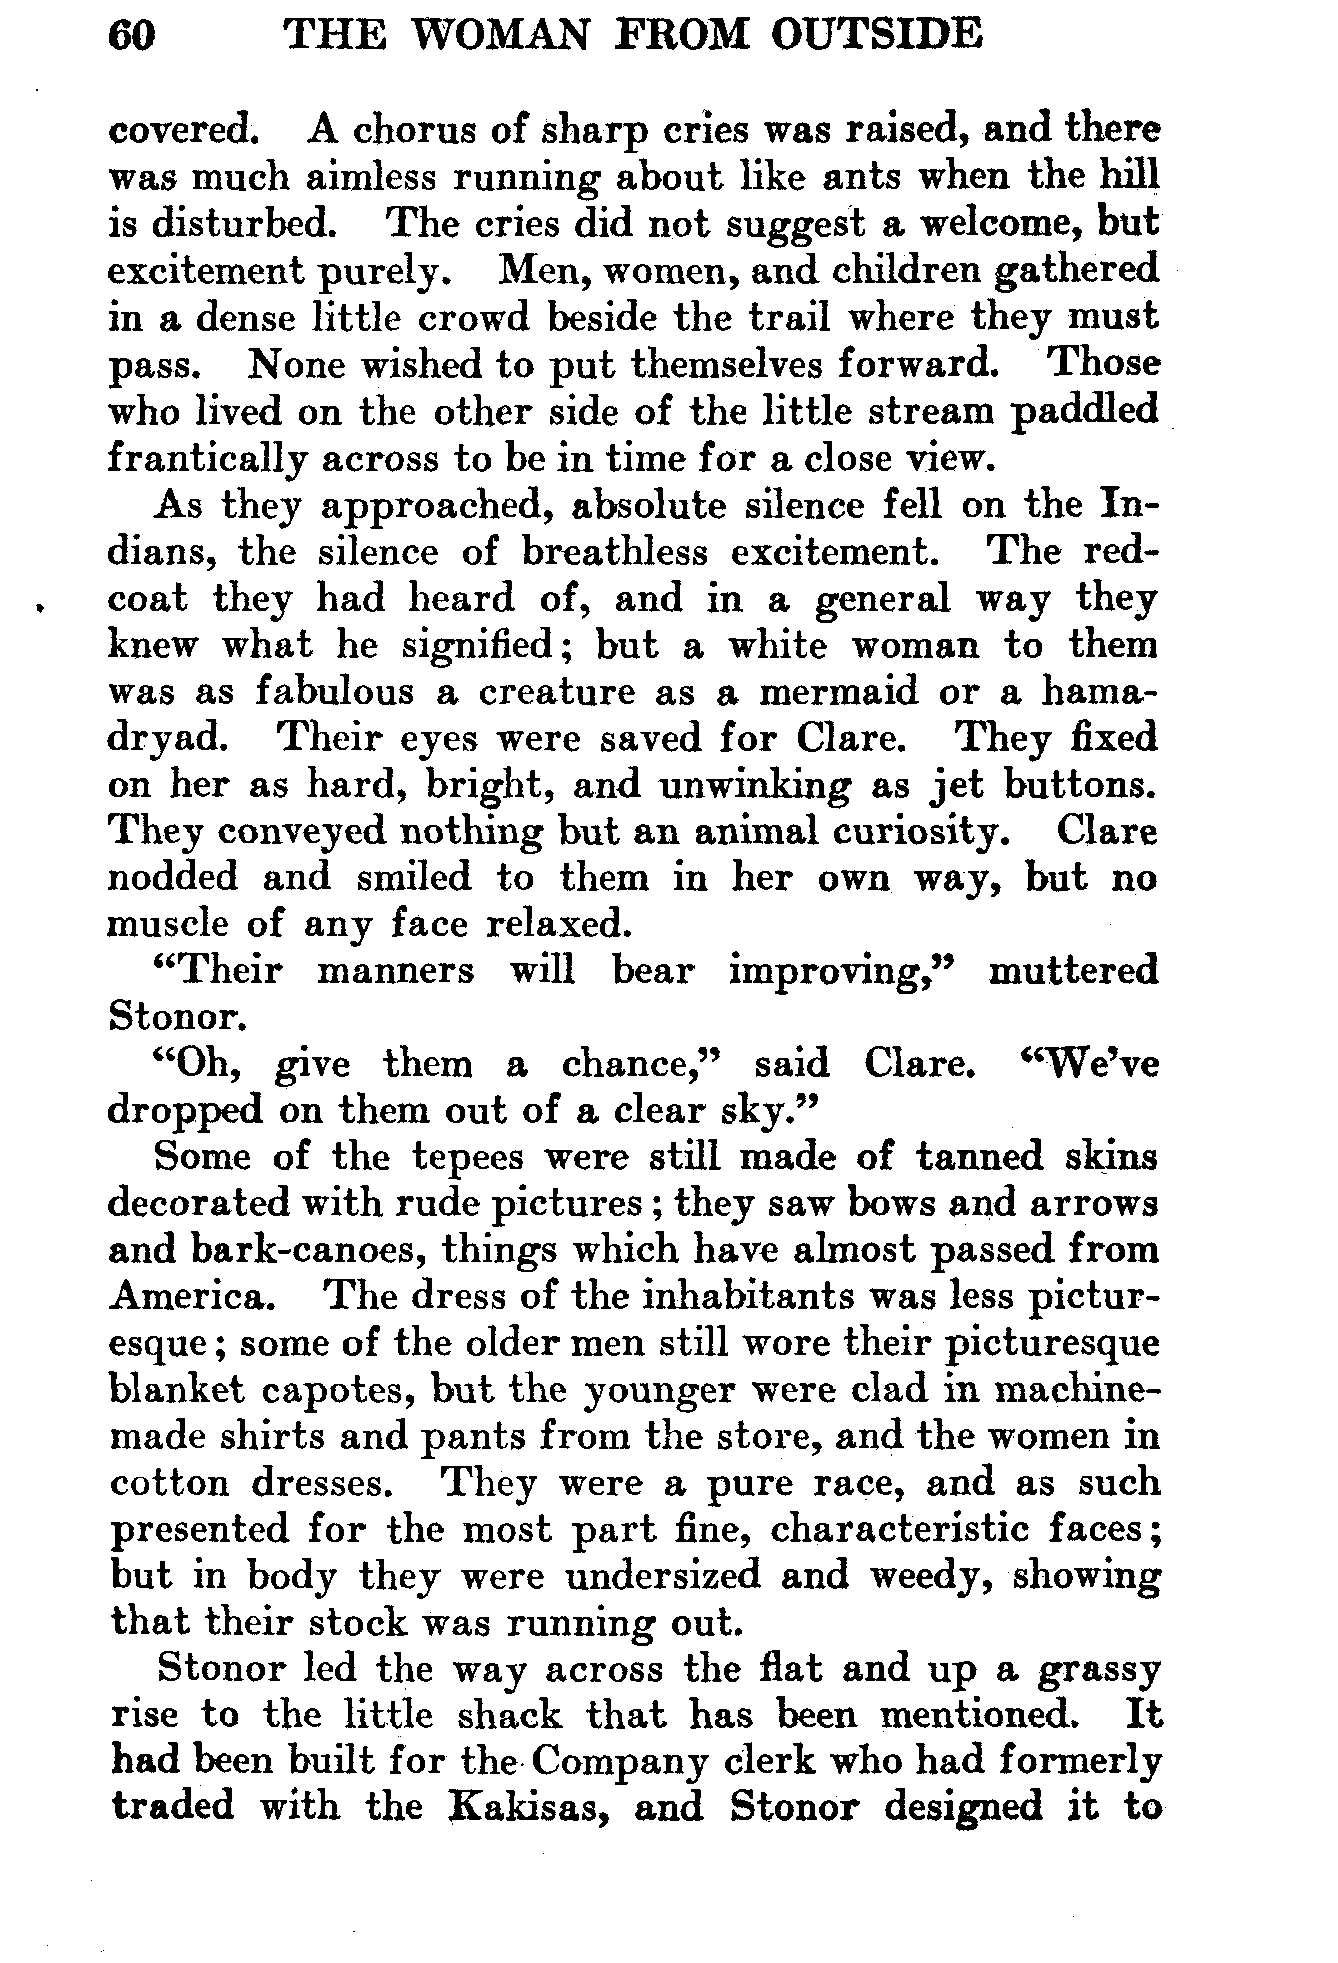 60 THE WOMAN FROM OUTSIDE
covered. A chorus of sharp cries was raised, and there
was much aimless running about like ants when the hill
is disturbed. The cries did not suggest a welcome, but
excitement purely. Men, women, and children gathered
in a dense little crowd beside the trail where they must
pass. None wished to put themselves forward. Those
who lived on the other side of the little stream paddled
frantically across to be in time for a close view.
As they approached, absolute silence fell on the In-
dians, the silence of breathless excitement. The red-
coat they had heard of, and in a general way they
knew what he signified; but a white woman to them
was as fabulous a creature as a mermaid or a hama-
dryad. Their eyes were saved for Clare. They fixed
on her as hard, bright, and unwinking as jet buttons.
They conveyed nothing but an animal curiosity. Clare
nodded and smiled to them in her own way, but no
muscle of any face relaxed.
“Their manners will bear improving,” muttered
Stonor.
“Oh, give them a chance,” said Clare. “We’ve
dropped on them out of a clear sky.”
Some of the tepees were still made of tanned skins
decorated with rude pictures; they saw bows and arrows
and bark-canoes, things which have almost passed from
America. The dress of the inhabitants was less pictur-
esque; some of the older men still wore their picturesque
blanket capotes, but the younger were clad in machine-
made shirts and pants from the store, and the women in
cotton dresses. They were a pure race, and as such
presented for the most part fine, characteristic faces;
but in body they were undersized and weedy, showing
that their stock was running out.
Stonor led the way across the flat and up a grassy
rise to the little shack that has been mentioned. It
had been built for the Company clerk who had formerly
traded with the Kakisas, and Stonor designed it to